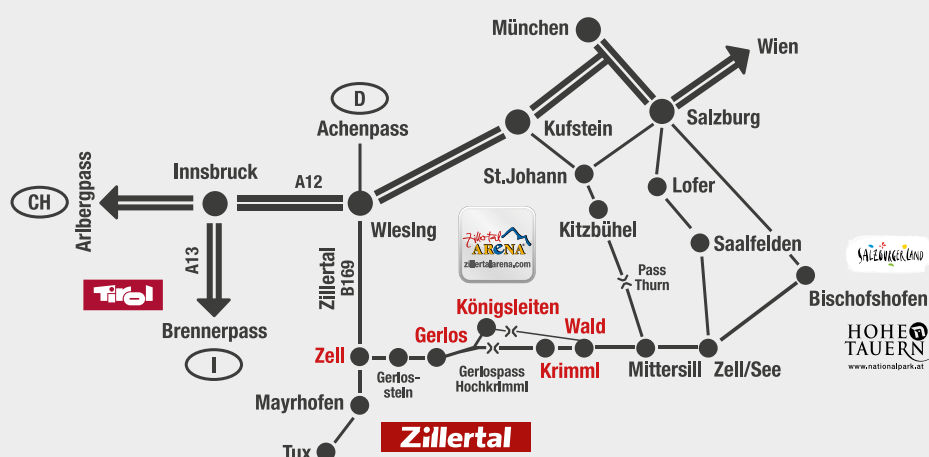 München
Wien
D
Achenpass
Kufstein
Salzburg
Innsbruck
A12
St.Johann
CH
Arlbergpass
Lofer
Wiesing
Kitzbühel
Zillertal
ARENA
zillertalarena.com
A13
Zillertal
B169
Saalfelden
SALZBURGER LAND
Pass
Thurn
Tirol
Bischofshofen
Königsleiten
Brennerpass
Gerlos
Wald
HOHE
TAUERN
www.nationalpark.at
Zell
I
Gerlos-
stein
Gerlospass
Hochkrimml
Krimml
Mittersill
Zell/See
Mayrhofen
Zillertal
Tux